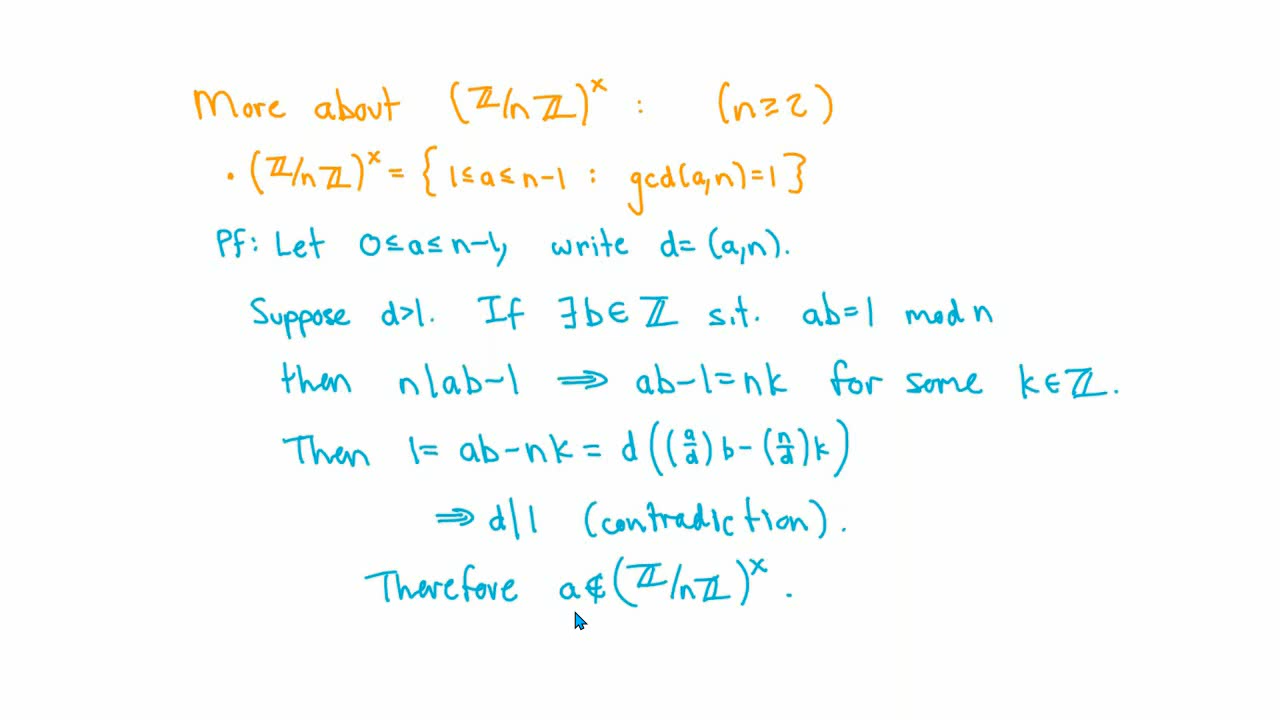 More about (ℤ/nℤ)^× : (n≥2)
• (ℤ/nℤ)^× = { 1≤a≤n-1 : gcd(a,n)=1 }
Pf: Let 0≤a≤n-1, write d=(a,n).
Suppose d>1. If ∃b∈ℤ s.t. ab=1 mod n
then n|ab-1 ⟹ ab-1=nk for some k∈ℤ.
Then 1= ab-nk = d((a/d)b-(n/d)k)
⟹ d|1 (contradiction).
Therefore a∉(ℤ/nℤ)^×.